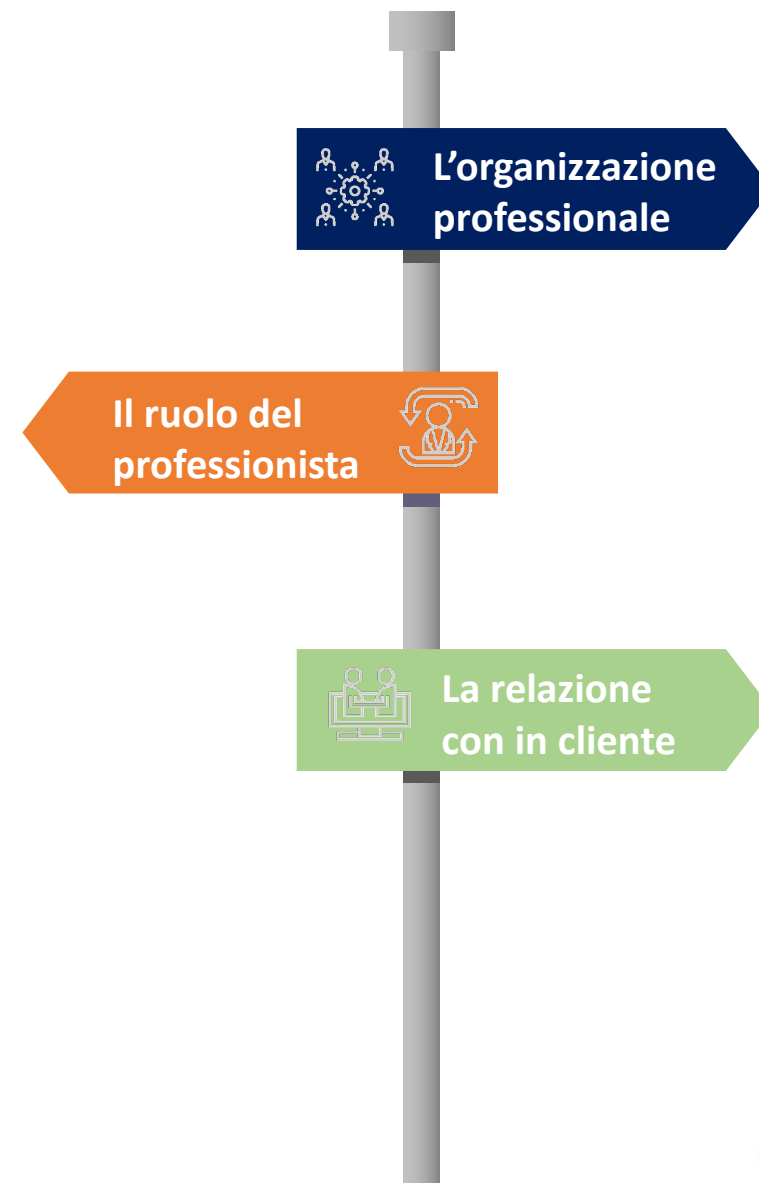 L’organizzazione
professionale
Il ruolo del
professionista
La relazione
con in cliente